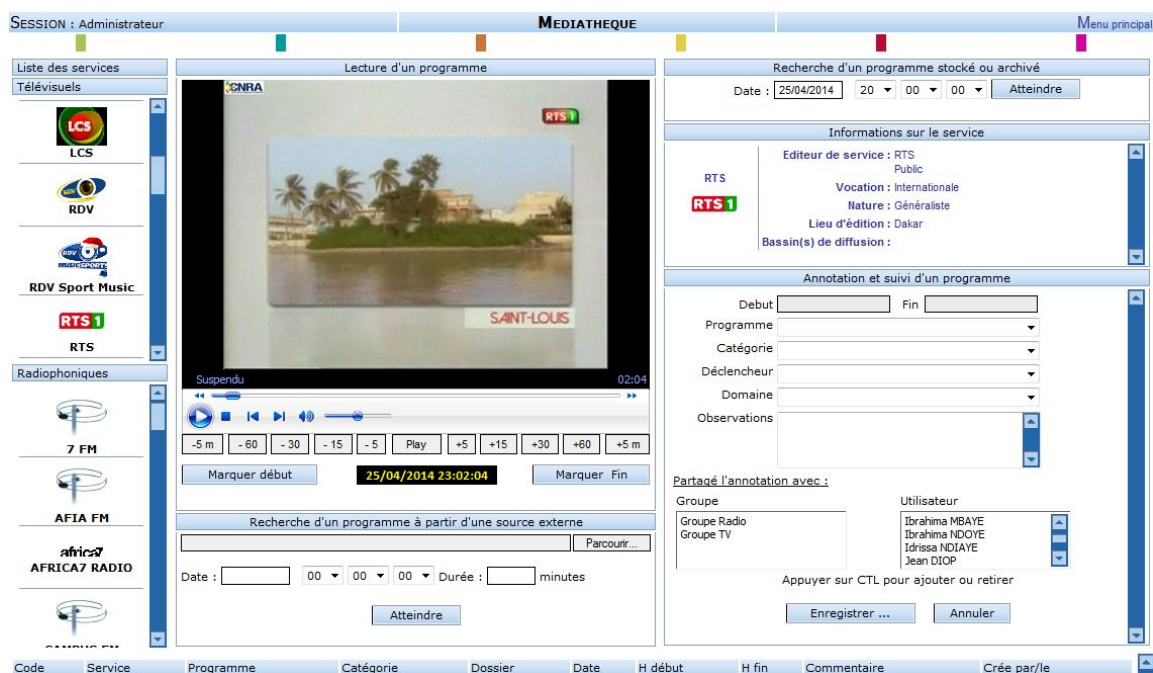 SESSION : Administrateur
MEDIATHEQUE
Menu principal
Liste des services
Télévisuels
LCS
LCS
RDV
RDV
RDV
MUSIC SPORTS
RDV Sport Music
RTS 1
RTS
Radiophoniques
7 FM
AFIA FM
africa7
AFRICA7 RADIO
CAMPUS FM
Lecture d'un programme
CNRA
RTS 1
SAINT-LOUIS
Suspendu 02:04
-5 m - 60 - 30 - 15 - 5 Play +5 +15 +30 +60 +5 m
Marquer début 25/04/2014 23:02:04 Marquer Fin
Recherche d'un programme à partir d'une source externe
Parcourir...
Date : 00 00 00 Durée : minutes
Atteindre
Recherche d'un programme stocké ou archivé
Date : 25/04/2014 20 00 00 Atteindre
Informations sur le service
RTS
RTS 1
Editeur de service : RTS
Public
Vocation : Internationale
Nature : Généraliste
Lieu d'édition : Dakar
Bassin(s) de diffusion :
Annotation et suivi d'un programme
Debut Fin
Programme
Catégorie
Déclencheur
Domaine
Observations
Partagé l'annotation avec :
Groupe Utilisateur
Groupe Radio
Groupe TV
Ibrahima MBAYE
Ibrahima NDOYE
Idrissa NDIAYE
Jean DIOP
Appuyer sur CTL pour ajouter ou retirer
Enregistrer ... Annuler
Code Service Programme Catégorie Dossier Date H début H fin Commentaire Crée par/le